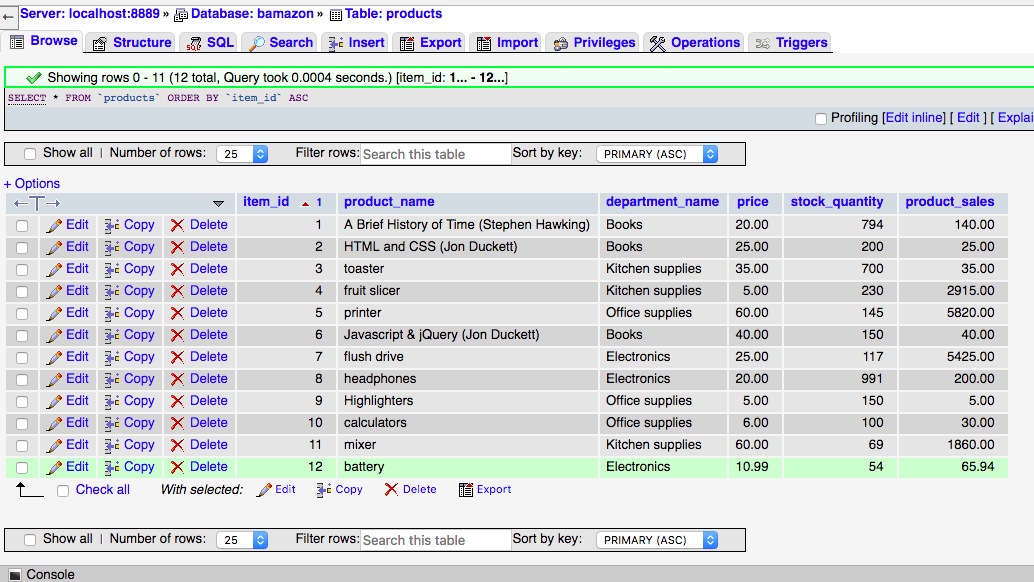 Server: localhost:8889 » Database: bamazon » Table: products
Browse Structure SQL Search Insert Export Import Privileges Operations Triggers
Showing rows 0 - 11 (12 total, Query took 0.0004 seconds.) [item_id: 1... - 12...]
SELECT * FROM `products` ORDER BY `item_id` ASC
Profiling [Edit inline] [ Edit ] [ Explai
Show all | Number of rows: 25 Filter rows: Search this table Sort by key: PRIMARY (ASC)
+ Options
←T→ item_id 1 product_name department_name price stock_quantity product_sales
Edit Copy Delete 1 A Brief History of Time (Stephen Hawking) Books 20.00 794 140.00
Edit Copy Delete 2 HTML and CSS (Jon Duckett) Books 25.00 200 25.00
Edit Copy Delete 3 toaster Kitchen supplies 35.00 700 35.00
Edit Copy Delete 4 fruit slicer Kitchen supplies 5.00 230 2915.00
Edit Copy Delete 5 printer Office supplies 60.00 145 5820.00
Edit Copy Delete 6 Javascript & jQuery (Jon Duckett) Books 40.00 150 40.00
Edit Copy Delete 7 flush drive Electronics 25.00 117 5425.00
Edit Copy Delete 8 headphones Electronics 20.00 991 200.00
Edit Copy Delete 9 Highlighters Office supplies 5.00 150 5.00
Edit Copy Delete 10 calculators Office supplies 6.00 100 30.00
Edit Copy Delete 11 mixer Kitchen supplies 60.00 69 1860.00
Edit Copy Delete 12 battery Electronics 10.99 54 65.94
Check all With selected: Edit Copy Delete Export
Show all | Number of rows: 25 Filter rows: Search this table Sort by key: PRIMARY (ASC)
Console